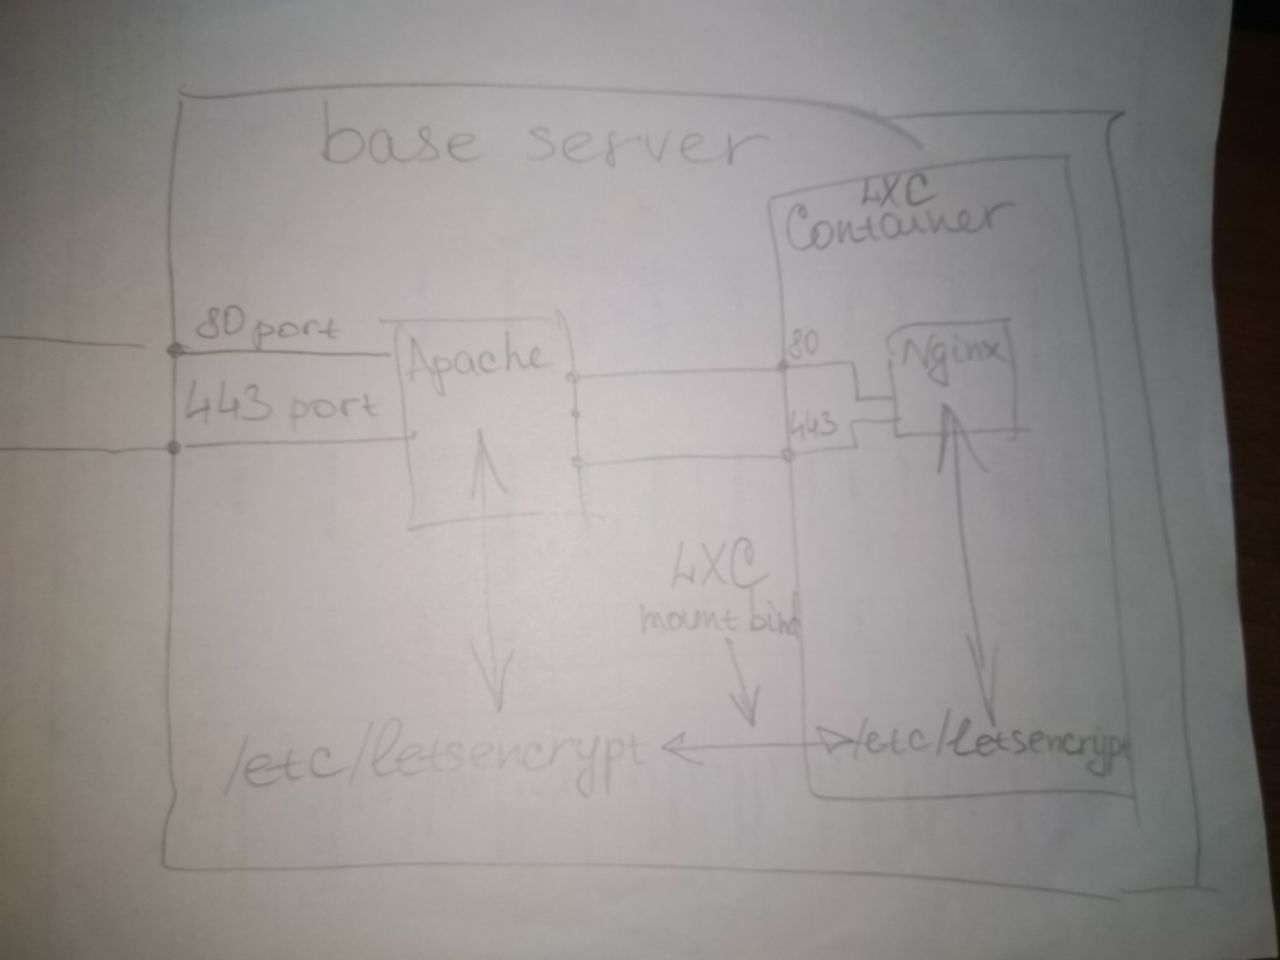 base server
LXC
Container
80 port
Apache
443 port
80
443
Nginx
LXC
mount bind
/etc/letsencrypt
/etc/letsencrypt